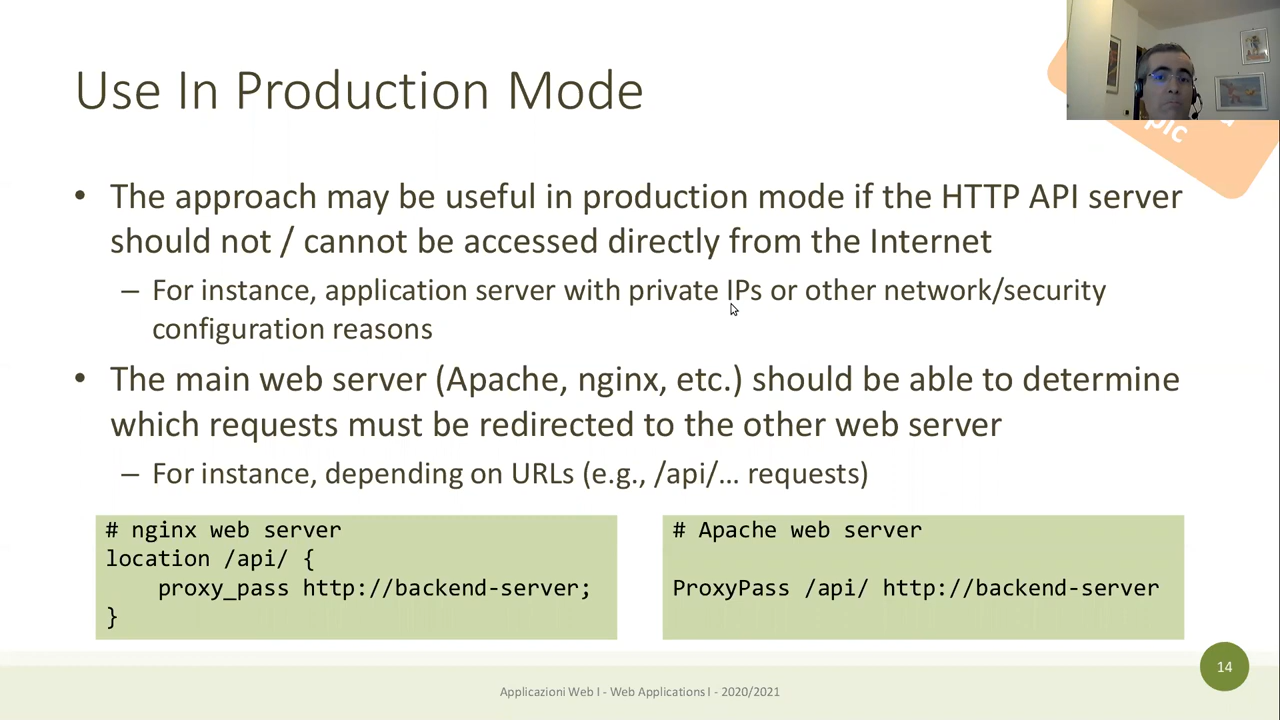 Use In Production Mode
• The approach may be useful in production mode if the HTTP API server
should not / cannot be accessed directly from the Internet
– For instance, application server with private IPs or other network/security
configuration reasons
• The main web server (Apache, nginx, etc.) should be able to determine
which requests must be redirected to the other web server
– For instance, depending on URLs (e.g., /api/… requests)
# nginx web server
location /api/ {
    proxy_pass http://backend-server;
}
# Apache web server
ProxyPass /api/ http://backend-server
14
Applicazioni Web I - Web Applications I - 2020/2021